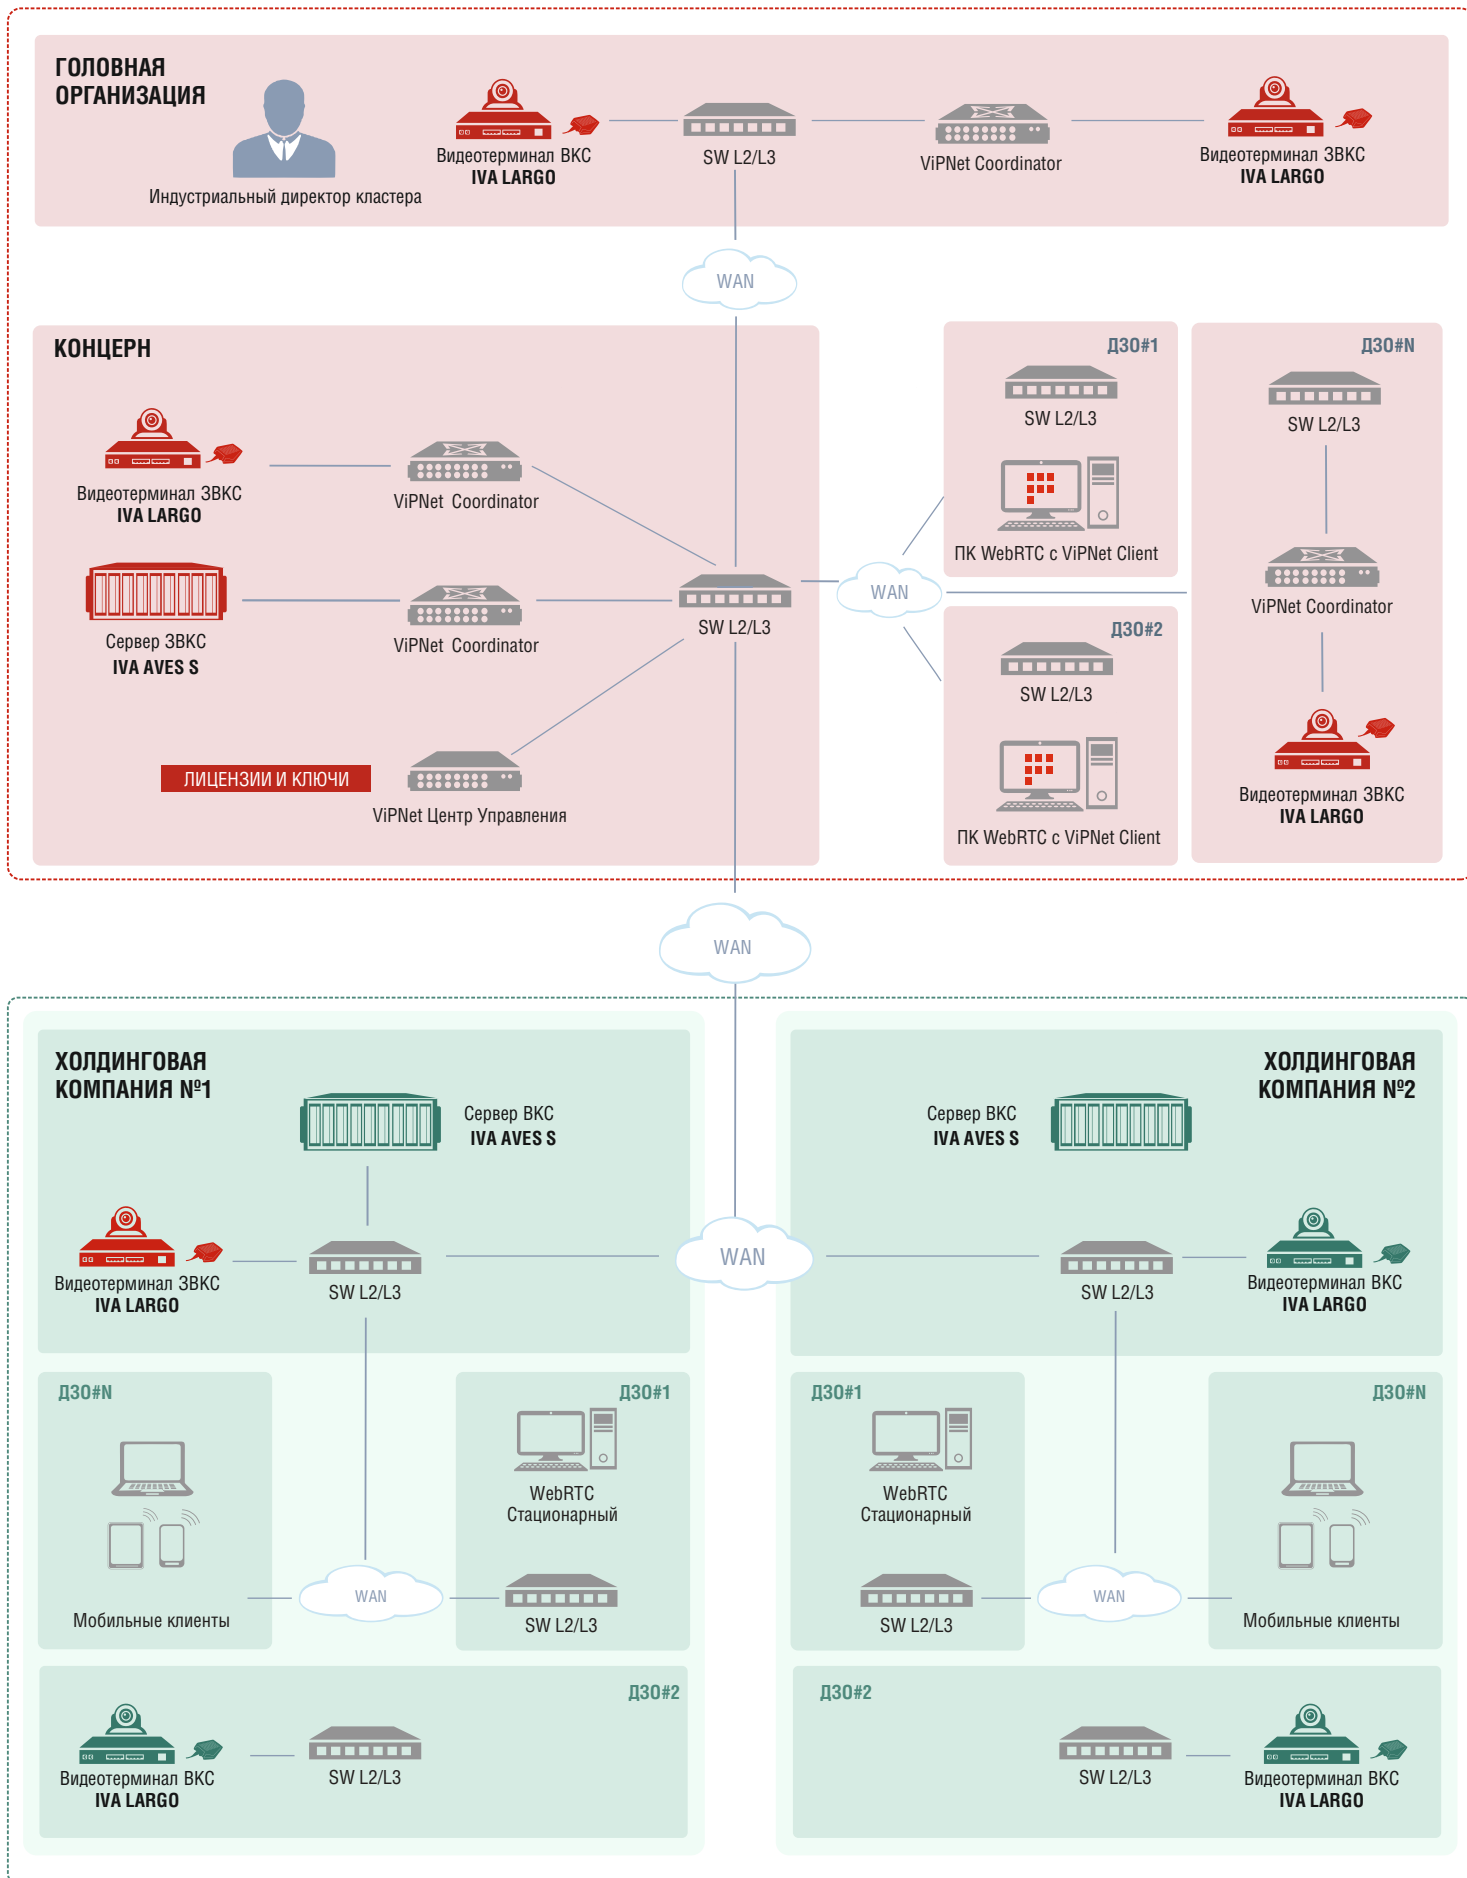 ГОЛОВНАЯ
ОРГАНИЗАЦИЯ
Индустриальный директор кластера
Видеотерминал ВКС
IVA LARGO
SW L2/L3
ViPNet Coordinator
Видеотерминал ЗВКС
IVA LARGO
WAN
КОНЦЕРН
Видеотерминал ЗВКС
IVA LARGO
ViPNet Coordinator
Сервер ЗВКС
IVA AVES S
ViPNet Coordinator
SW L2/L3
ЛИЦЕНЗИИ И КЛЮЧИ
ViPNet Центр Управления
WAN
ДЗО#1
SW L2/L3
ПК WebRTC с ViPNet Client
ДЗО#2
SW L2/L3
ПК WebRTC с ViPNet Client
ДЗО#N
SW L2/L3
ViPNet Coordinator
Видеотерминал ЗВКС
IVA LARGO
WAN
ХОЛДИНГОВАЯ
КОМПАНИЯ №1
Сервер ВКС
IVA AVES S
Видеотерминал ЗВКС
IVA LARGO
SW L2/L3
WAN
ХОЛДИНГОВАЯ
КОМПАНИЯ №2
Сервер ВКС
IVA AVES S
SW L2/L3
Видеотерминал ВКС
IVA LARGO
ДЗО#N
Мобильные клиенты
WAN
ДЗО#1
WebRTC
Стационарный
SW L2/L3
ДЗО#2
Видеотерминал ВКС
IVA LARGO
SW L2/L3
ДЗО#1
WebRTC
Стационарный
SW L2/L3
WAN
ДЗО#N
Мобильные клиенты
ДЗО#2
SW L2/L3
Видеотерминал ВКС
IVA LARGO